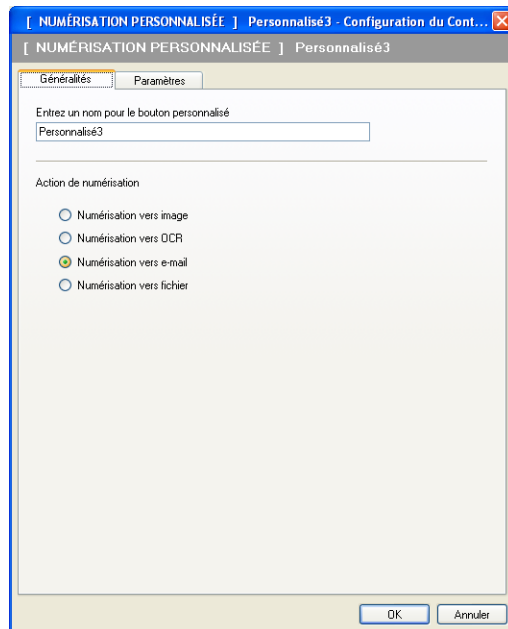 [ NUMÉRISATION PERSONNALISÉE ] Personnalisé3 - Configuration du Cont...
[ NUMÉRISATION PERSONNALISÉE ] Personnalisé3
Généralités Paramètres
Entrez un nom pour le bouton personnalisé
Personnalisé3
Action de numérisation
Numérisation vers image
Numérisation vers OCR
Numérisation vers e-mail
Numérisation vers fichier
OK Annuler